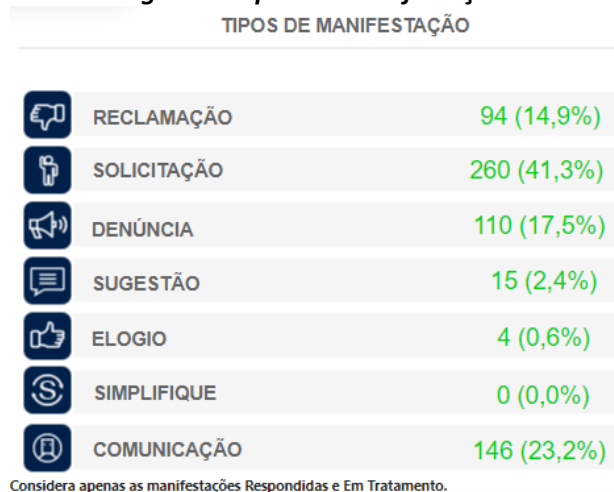 TIPOS DE MANIFESTAÇÃO
RECLAMAÇÃO 94 (14,9%)
SOLICITAÇÃO 260 (41,3%)
DENÚNCIA 110 (17,5%)
SUGESTÃO 15 (2,4%)
ELOGIO 4 (0,6%)
SIMPLIFIQUE 0 (0,0%)
COMUNICAÇÃO 146 (23,2%)
Considera apenas as manifestações Respondidas e Em Tratamento.